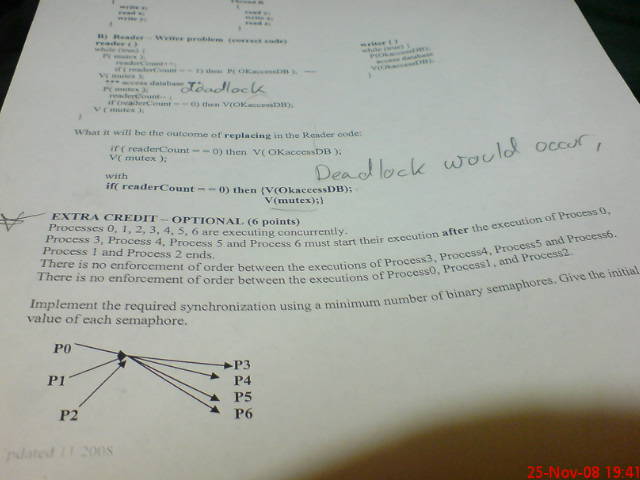 Thread B
write x;
read x;
write y;
read y;
write x;
read x;
B) Reader – Writer problem (correct code)
reader ( )
while (true) {
P( mutex );
readerCount++;
if ( readerCount == 1) then P( OKaccessDB );
V( mutex );
*** access database
P( mutex );
readerCount--;
if (readerCount == 0) then V(OKaccessDB);
V ( mutex );
}
writer ( )
while (true) {
P(OKaccessDB);
access database
V(OKaccessDB);
}
Deadlock
What it will be the outcome of replacing in the Reader code:
if ( readerCount == 0) then V( OKaccessDB );
V( mutex );
with
if( readerCount == 0) then {V(OKaccessDB);
V(mutex);}
Deadlock would occur,
EXTRA CREDIT – OPTIONAL (6 points)
Processes 0, 1, 2, 3, 4, 5, 6 are executing concurrently.
Process 3, Process 4, Process 5 and Process 6 must start their execution after the execution of Process 0,
Process 1 and Process 2 ends.
There is no enforcement of order between the executions of Process3, Process4, Process5 and Process6.
There is no enforcement of order between the executions of Process0, Process1, and Process2.
Implement the required synchronization using a minimum number of binary semaphores. Give the initial
value of each semaphore.
P0
P1
P2
P3
P4
P5
P6
pdated 11 2008
25-Nov-08 19:41